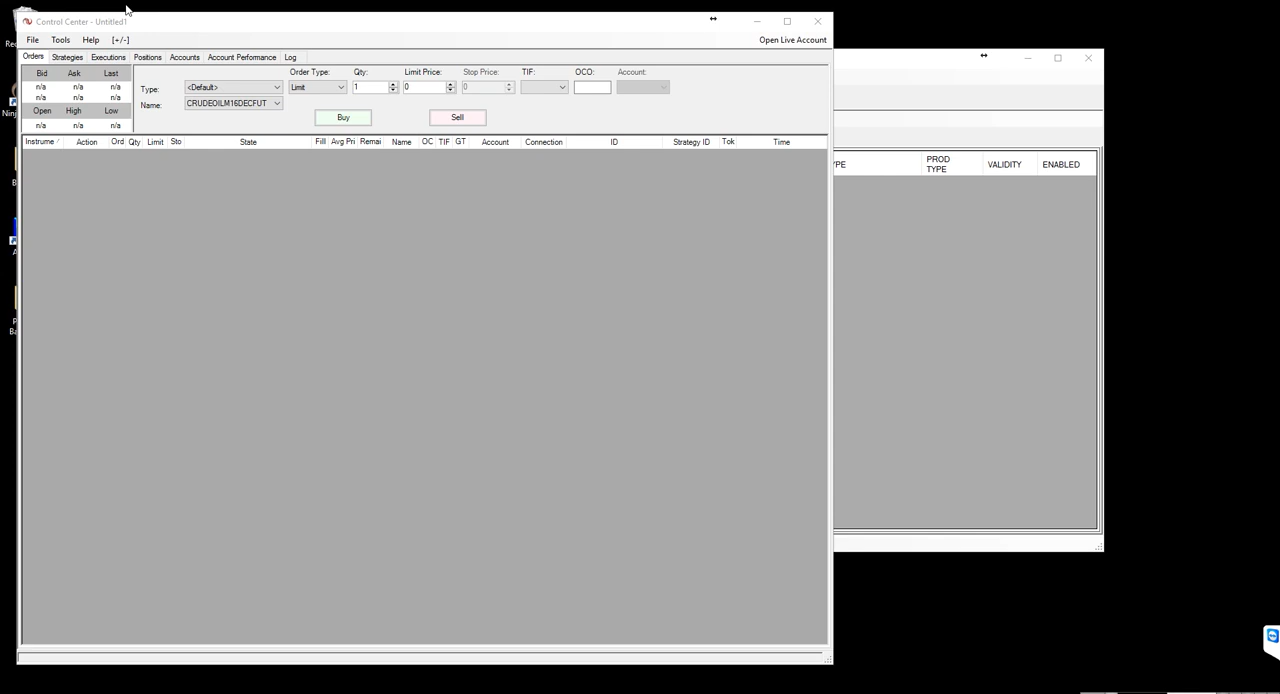 Control Center - Untitled1
File Tools Help [+/-] Open Live Account
Orders Strategies Executions Positions Accounts Account Performance Log
Bid Ask Last
n/a n/a n/a
n/a n/a n/a
Open High Low
n/a n/a n/a
Order Type: Qty: Limit Price: Stop Price: TIF: OCO: Account:
Type: <Default> Limit 1 0 0
Name: CRUDEOILM16DECFUT
Buy Sell
Instrume Action Ord Qty Limit Sto State Fill Avg Pri Remai Name OC TIF GT Account Connection ID Strategy ID Tok Time
YPE PROD TYPE VALIDITY ENABLED